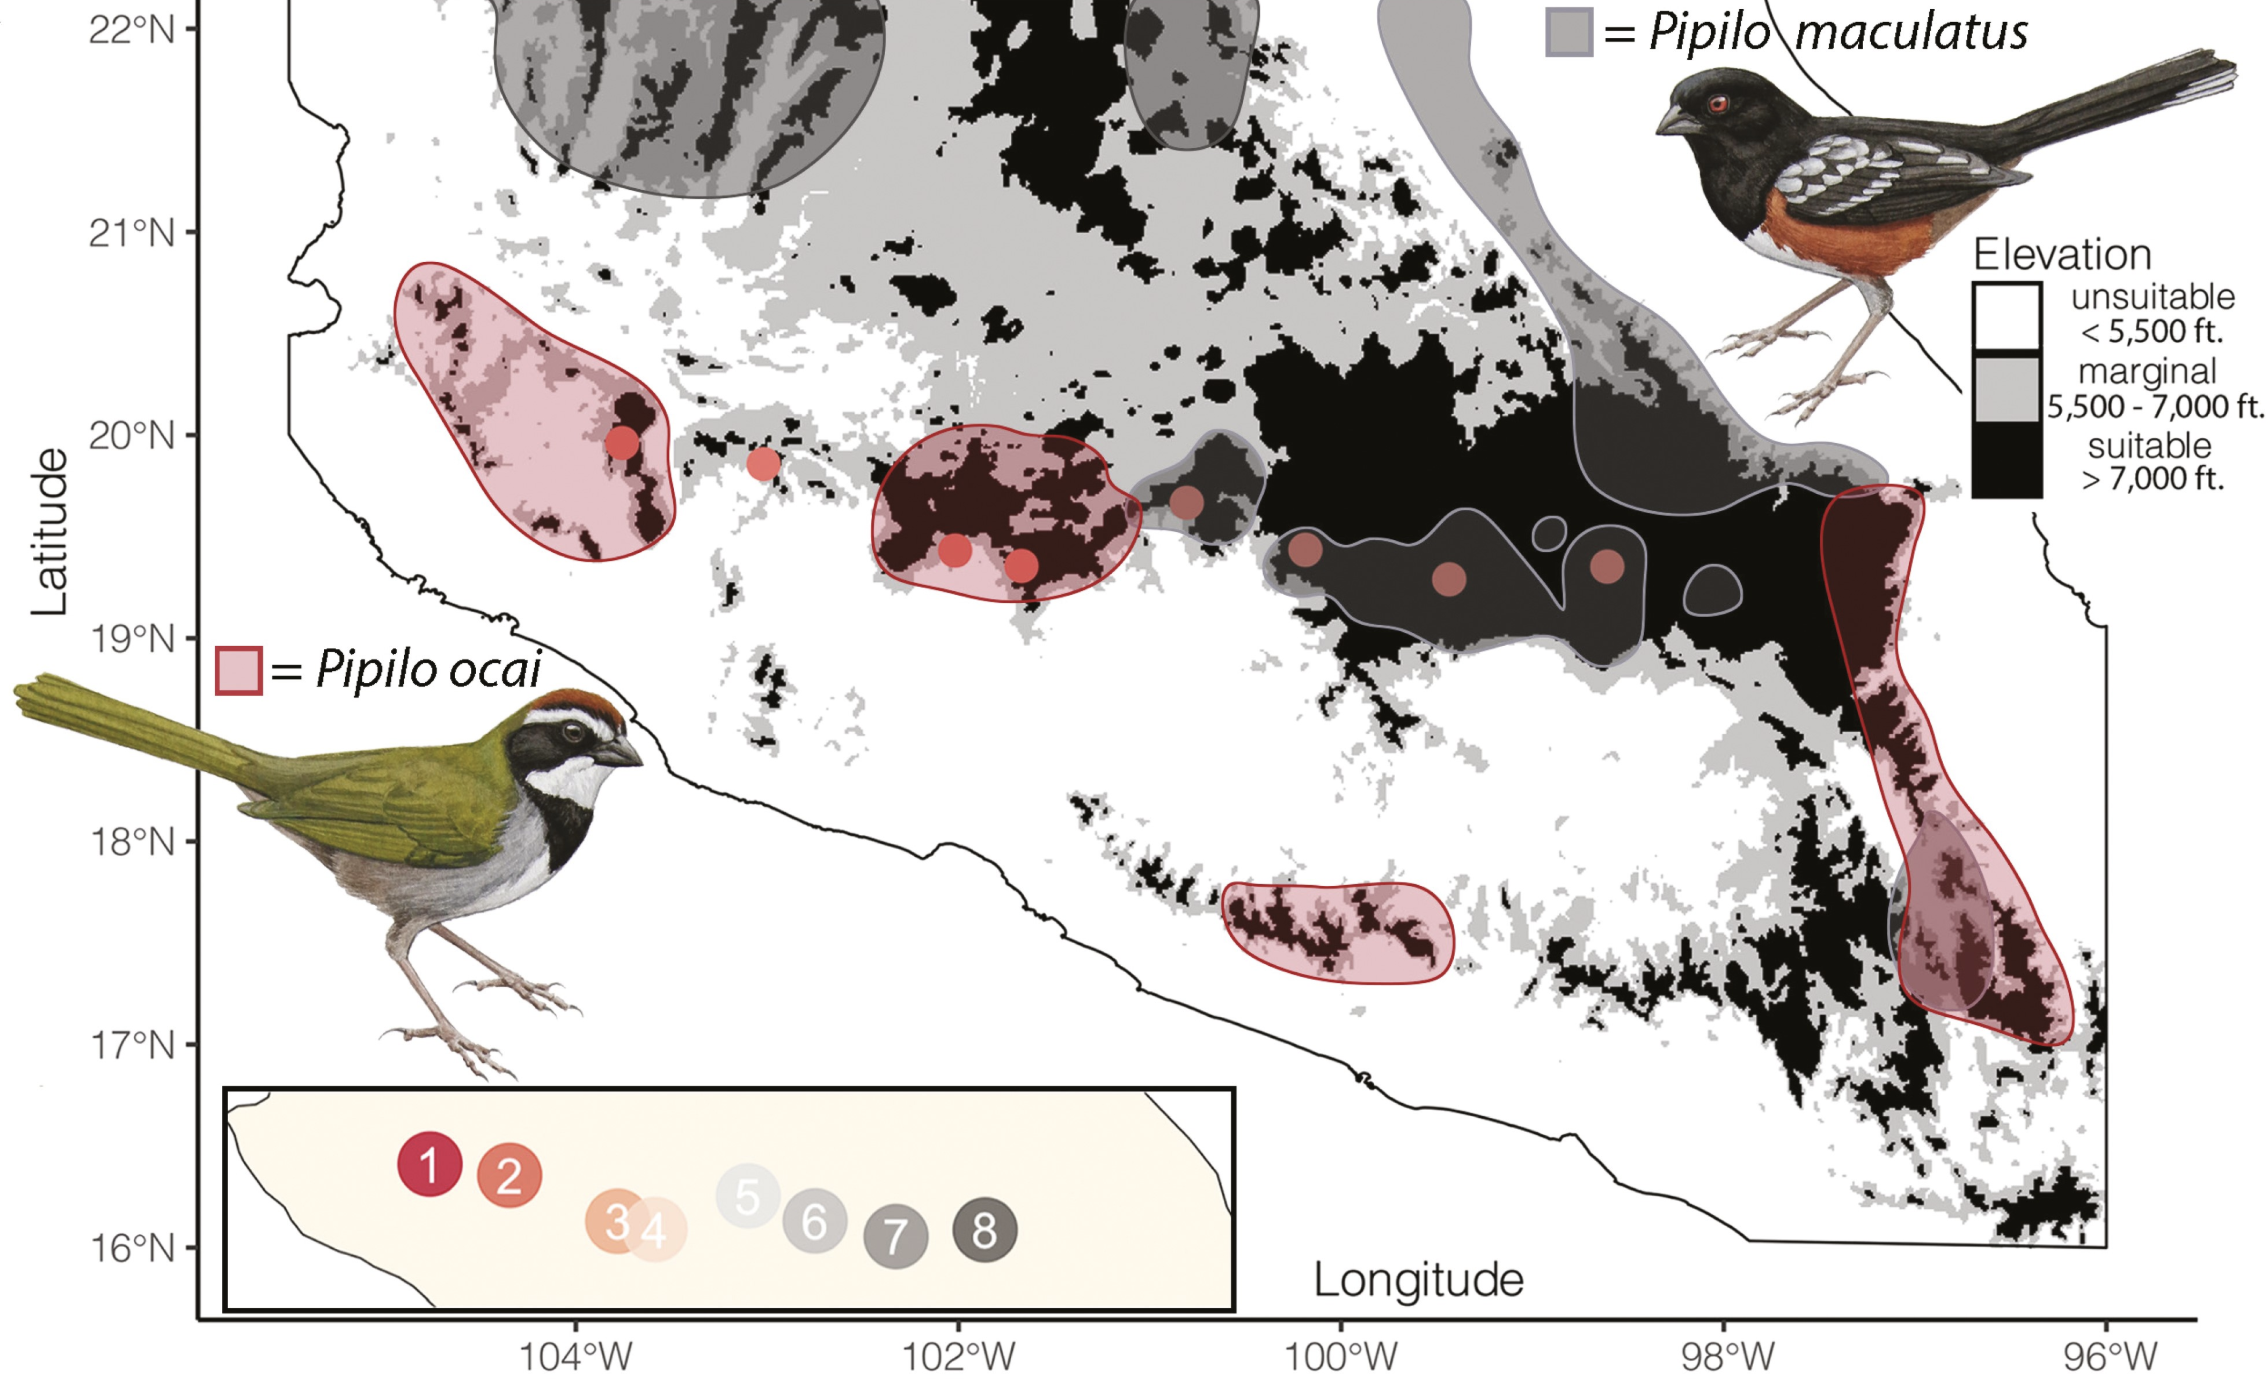 22°N
21°N
20°N
19°N
18°N
17°N
16°N
Latitude
= Pipilo maculatus
Elevation
unsuitable
< 5,500 ft.
marginal
5,500 - 7,000 ft.
suitable
> 7,000 ft.
= Pipilo ocai
1 2 3 4 5 6 7 8
Longitude
104°W 102°W 100°W 98°W 96°W